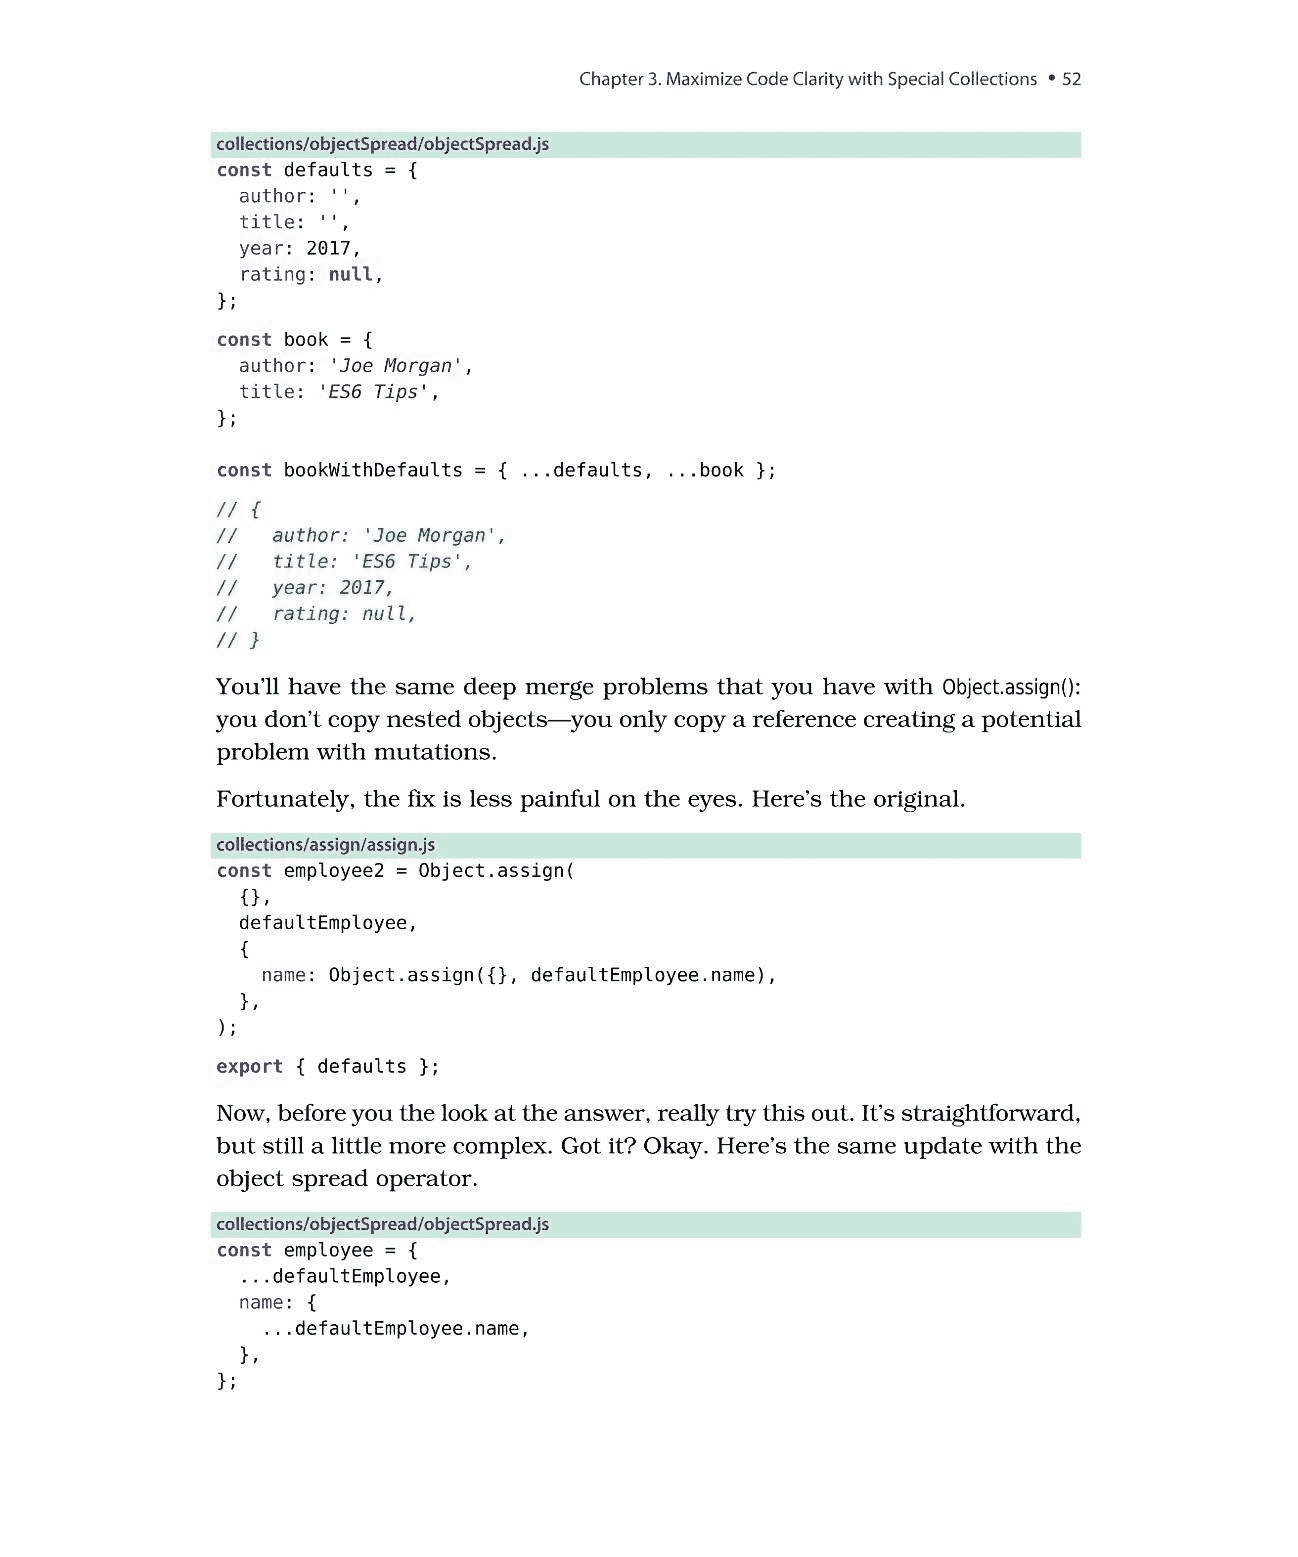 Chapter 3. Maximize Code Clarity with Special Collections • 52
collections/objectSpread/objectSpread.js
const defaults = {
  author: '',
  title: '',
  year: 2017,
  rating: null,
};
const book = {
  author: 'Joe Morgan',
  title: 'ES6 Tips',
};
const bookWithDefaults = { ...defaults, ...book };
// {
//   author: 'Joe Morgan',
//   title: 'ES6 Tips',
//   year: 2017,
//   rating: null,
// }
You'll have the same deep merge problems that you have with Object.assign():
you don't copy nested objects—you only copy a reference creating a potential
problem with mutations.
Fortunately, the fix is less painful on the eyes. Here's the original.
collections/assign/assign.js
const employee2 = Object.assign(
  {},
  defaultEmployee,
  {
    name: Object.assign({}, defaultEmployee.name),
  },
);
export { defaults };
Now, before you the look at the answer, really try this out. It's straightforward,
but still a little more complex. Got it? Okay. Here's the same update with the
object spread operator.
collections/objectSpread/objectSpread.js
const employee = {
  ...defaultEmployee,
  name: {
    ...defaultEmployee.name,
  },
};